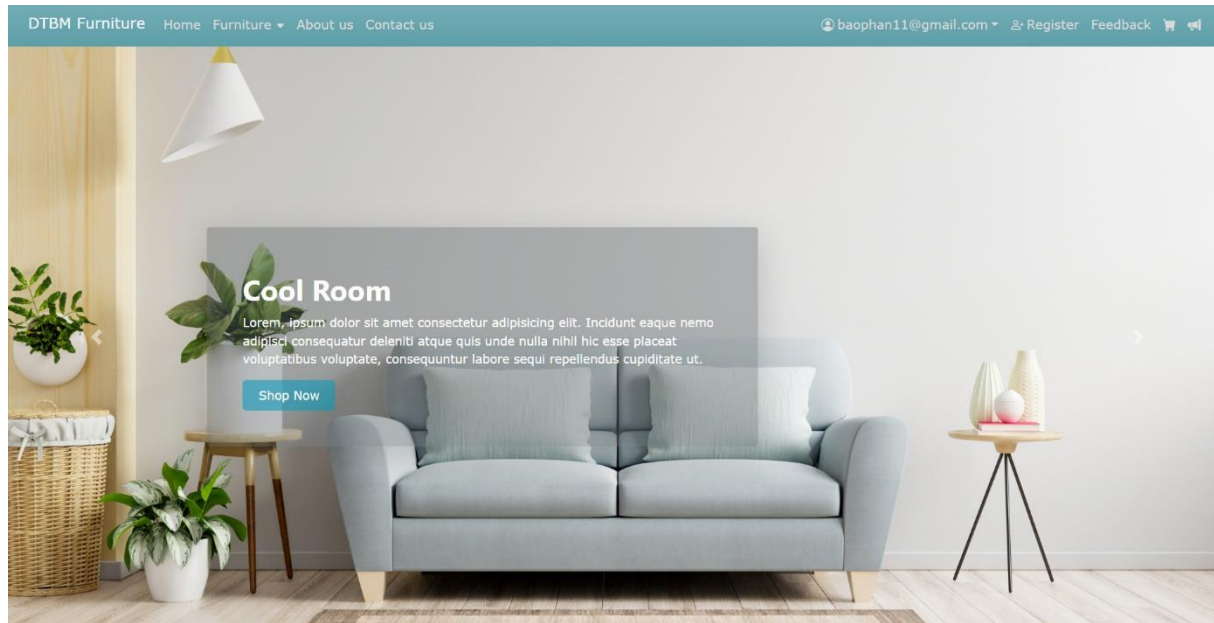 DTBM Furniture Home Furniture About us Contact us baophan11@gmail.com Register Feedback
Cool Room
Lorem, ipsum dolor sit amet consectetur adipisicing elit. Incidunt eaque nemo
adipisci consequatur deleniti atque quis unde nulla nihil hic esse placeat
voluptatibus voluptate, consequuntur labore sequi repellendus cupiditate ut.
Shop Now